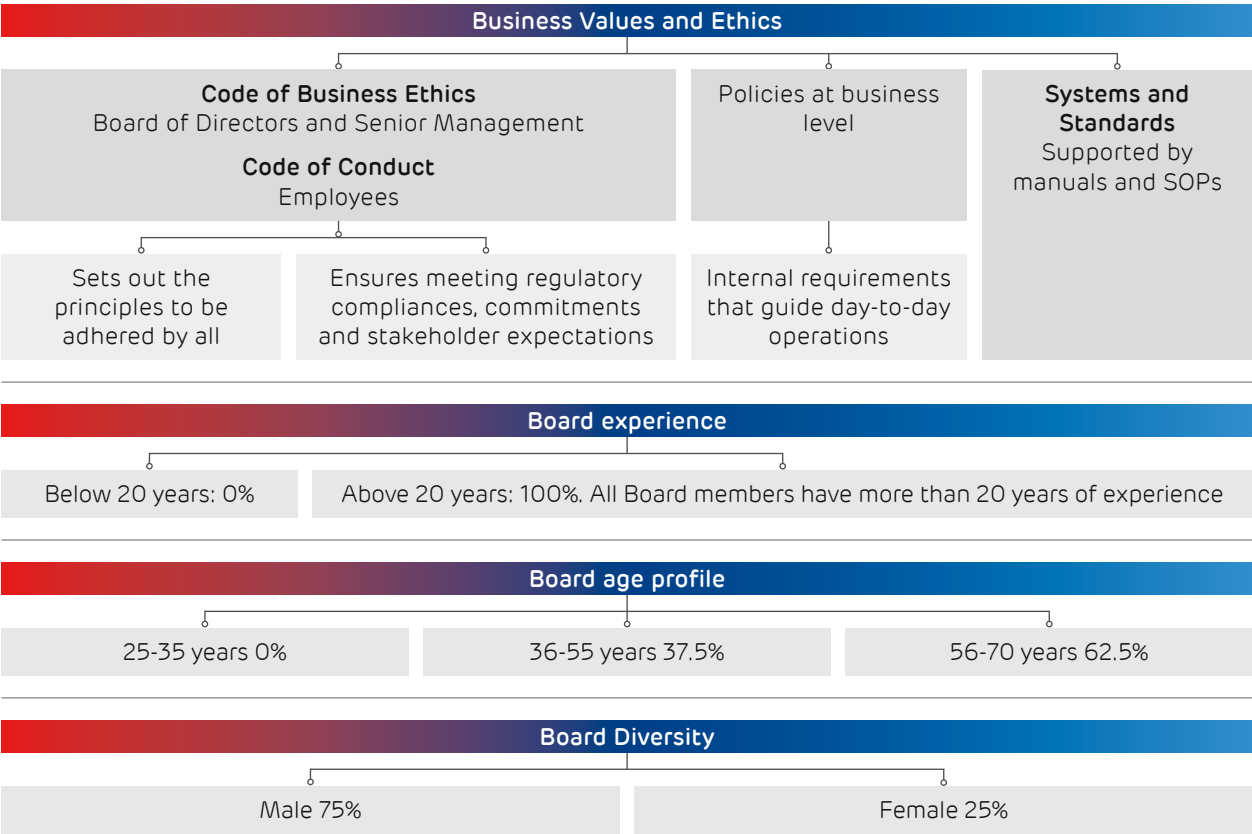 Business Values and Ethics
Code of Business Ethics
Board of Directors and Senior Management
Code of Conduct
Employees
Policies at business
level
Systems and
Standards
Supported by
manuals and SOPs
Sets out the
principles to be
adhered by all
Ensures meeting regulatory
compliances, commitments
and stakeholder expectations
Internal requirements
that guide day-to-day
operations
Board experience
Below 20 years: 0%
Above 20 years: 100%. All Board members have more than 20 years of experience
Board age profile
25-35 years 0%
36-55 years 37.5%
56-70 years 62.5%
Board Diversity
Male 75%
Female 25%